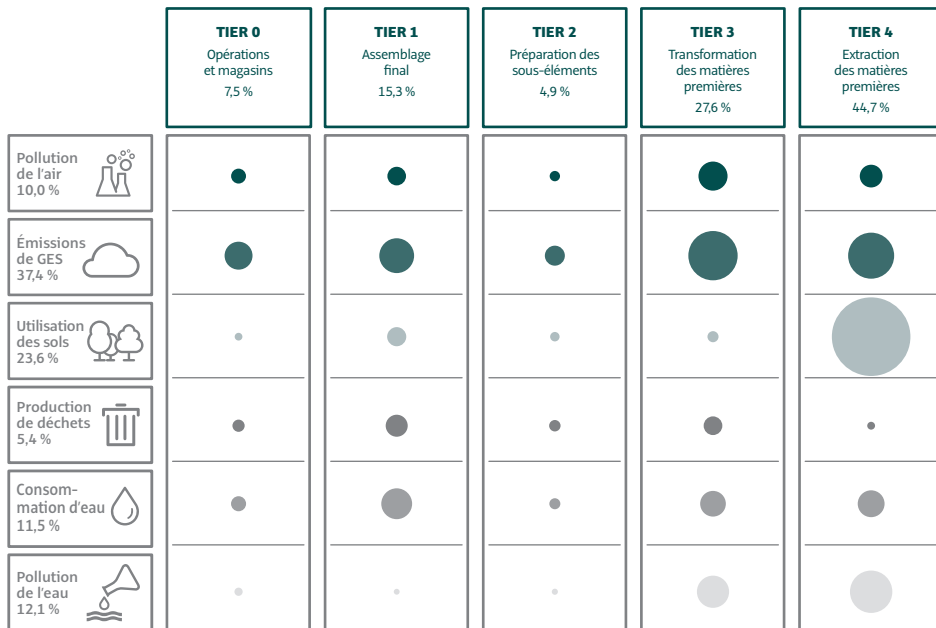 TIER 0
Opérations
et magasins
7,5 %
TIER 1
Assemblage
final
15,3 %
TIER 2
Préparation des
sous-éléments
4,9 %
TIER 3
Transformation
des matières
premières
27,6 %
TIER 4
Extraction
des matières
premières
44,7 %
Pollution
de l'air
10,0 %
Émissions
de GES
37,4 %
Utilisation
des sols
23,6 %
Production
de déchets
5,4 %
Consom-
mation d'eau
11,5 %
Pollution
de l'eau
12,1 %